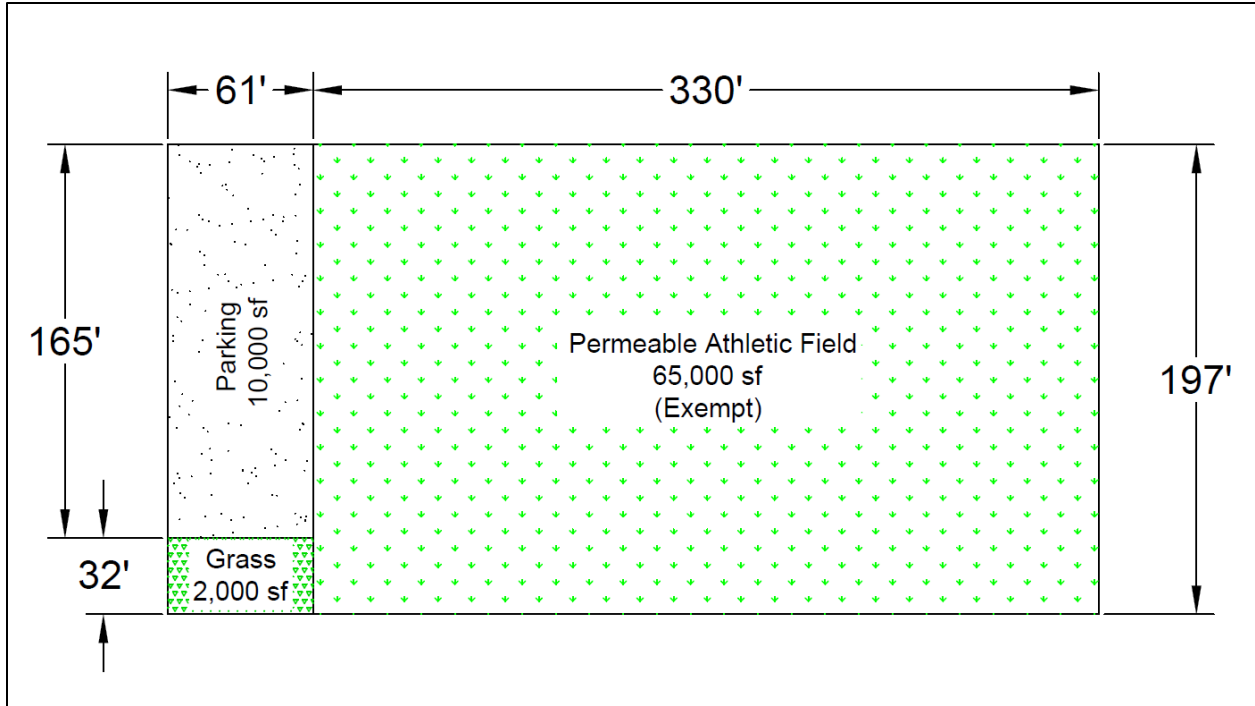 61'
330'
165'
Parking
10,000 sf
Permeable Athletic Field
65,000 sf
(Exempt)
197'
32'
Grass
2,000 sf